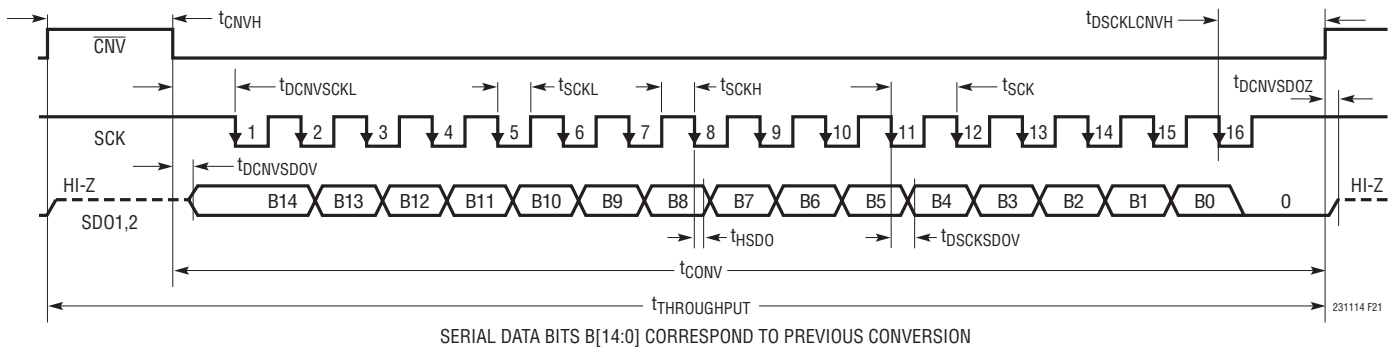 tCNVH
tDSCKLCNVH
CNV
tDCNVSCKL
tSCKL
tSCKH
tSCK
tDCNVSDOZ
SCK
1 2 3 4 5 6 7 8 9 10 11 12 13 14 15 16
tDCNVSDOV
HI-Z
B14 B13 B12 B11 B10 B9 B8 B7 B6 B5 B4 B3 B2 B1 B0 0
HI-Z
SDO1,2
tHSDO
tDSCKSDOV
tCONV
tTHROUGHPUT
231114 F21
SERIAL DATA BITS B[14:0] CORRESPOND TO PREVIOUS CONVERSION